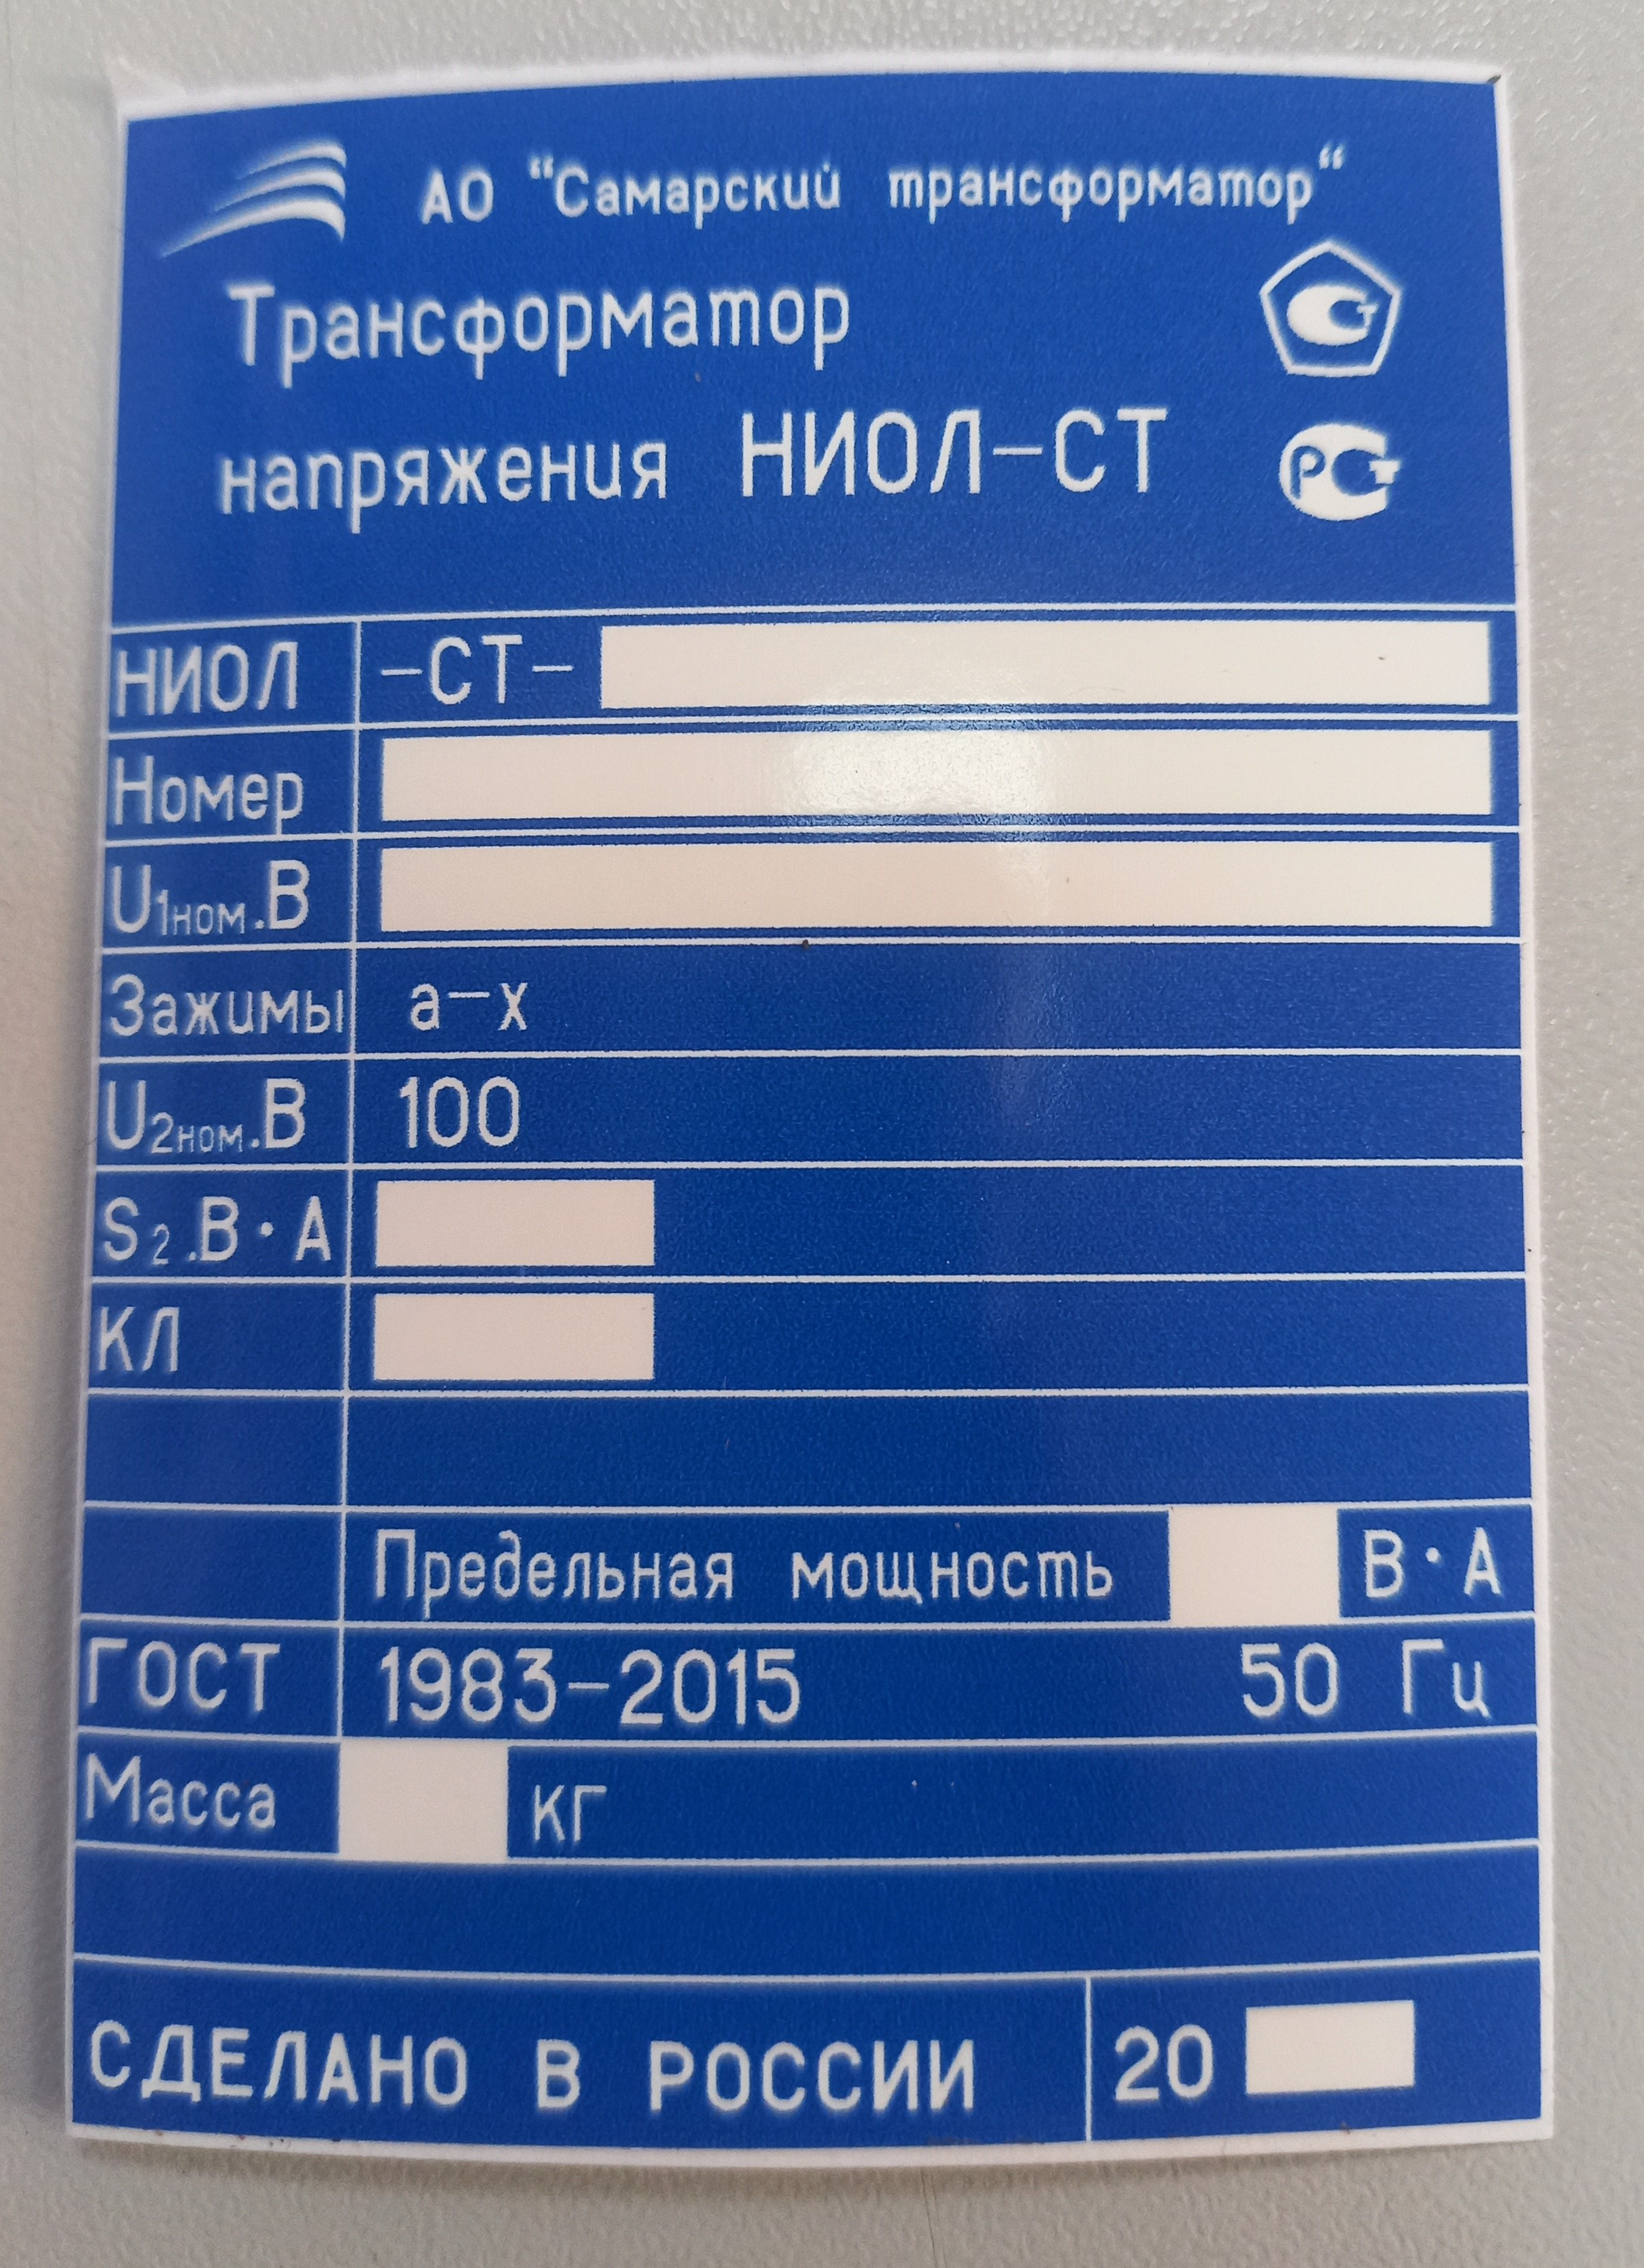 АО "Самарский трансформатор"
Трансформатор
напряжения НИОЛ-СТ
РСТ
НИОЛ -СТ-
Номер
U1ном.В
Зажимы а-х
U2ном.В 100
S2.В·А
КЛ
Предельная мощность В·А
ГОСТ 1983-2015 50 Гц
Масса КГ
СДЕЛАНО В РОССИИ 20